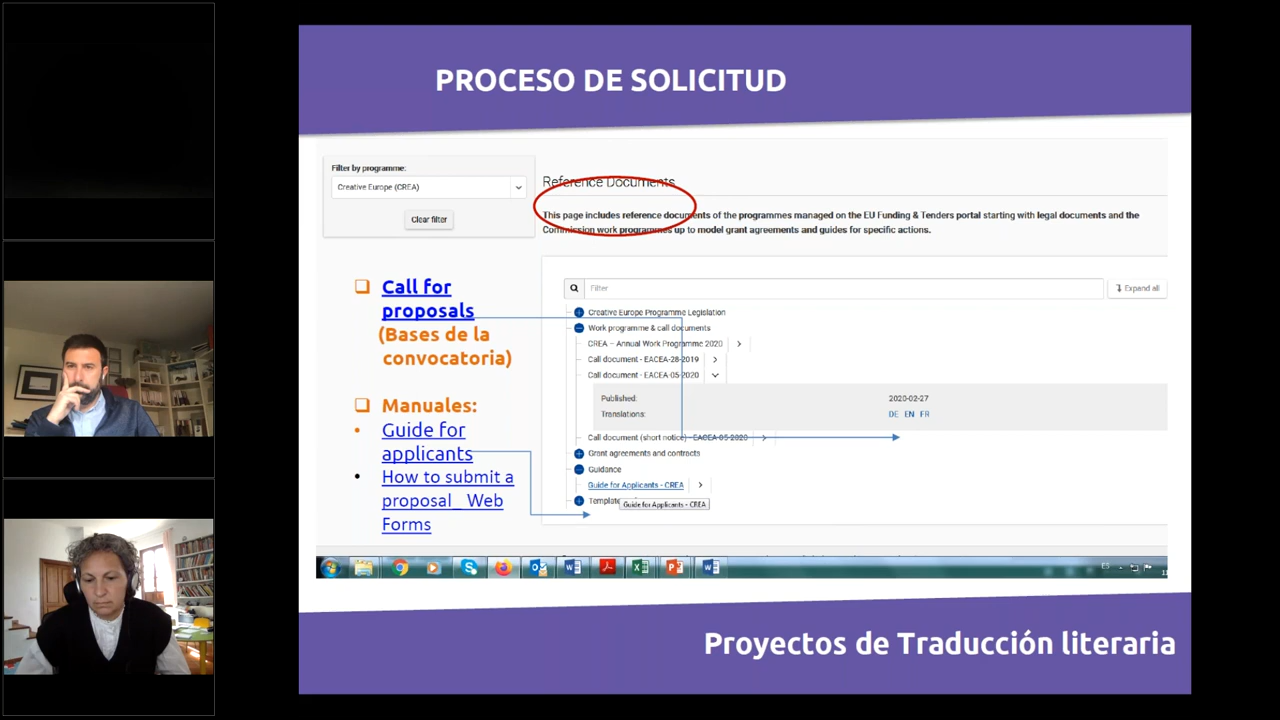 PROCESO DE SOLICITUD
Filter by programme:
Creative Europe (CREA)
Clear filter
Reference Documents
This page includes reference documents of the programmes managed on the EU Funding & Tenders portal starting with legal documents and the
Commission work programmes up to model grant agreements and guides for specific actions.
Call for
proposals
(Bases de la
convocatoria)
Manuales:
Guide for
applicants
How to submit a
proposal_ Web
Forms
Filter
Expand all
Creative Europe Programme Legislation
Work programme & call documents
CREA – Annual Work Programme 2020
Call document - EACEA-28-2019
Call document - EACEA-05-2020
Published: 2020-02-27
Translations: DE EN FR
Call document (short notice) - EACEA-05-2020
Grant agreements and contracts
Guidance
Guide for Applicants - CREA
Guide for Applicants - CREA
Proyectos de Traducción literaria